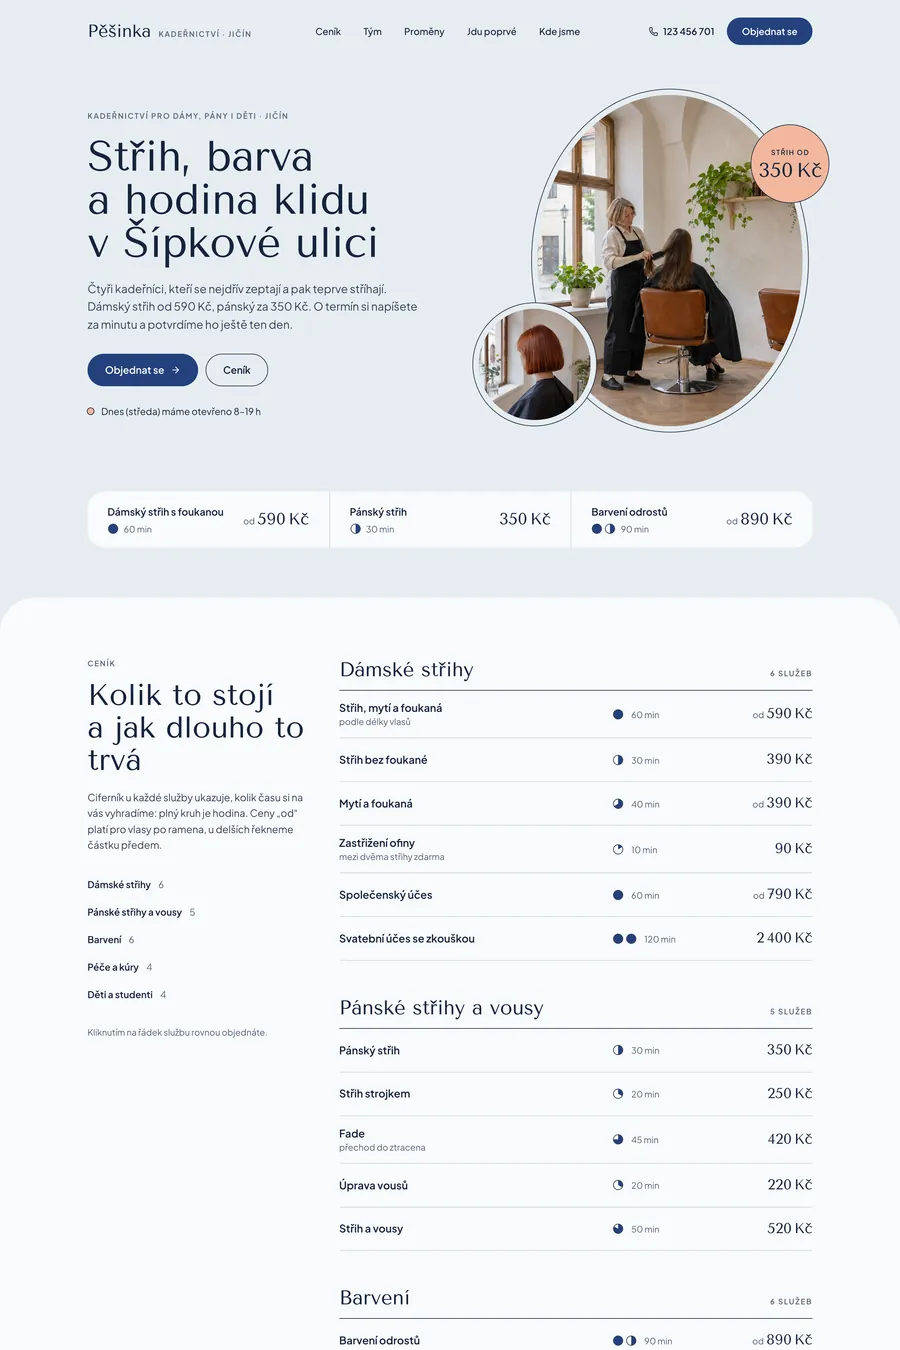 Pěšinka KADEŘNICTVÍ · JIČÍN
Ceník Tým Proměny Jdu poprvé Kde jsme
123 456 701
Objednat se
KADEŘNICTVÍ PRO DÁMY, PÁNY I DĚTI · JIČÍN
Střih, barva
a hodina klidu
v Šípkové ulici
Čtyři kadeřníci, kteří se nejdřív zeptají a pak teprve stříhají.
Dámský střih od 590 Kč, pánský za 350 Kč. O termín si napíšete
za minutu a potvrdíme ho ještě ten den.
Objednat se →
Ceník
Dnes (středa) máme otevřeno 8–19 h
STŘIH OD
350 Kč
Dámský střih s foukanou
60 min
od 590 Kč
Pánský střih
30 min
350 Kč
Barvení odrostů
90 min
od 890 Kč
CENÍK
Kolik to stojí
a jak dlouho to
trvá
Ciferník u každé služby ukazuje, kolik času si na
vás vyhradíme: plný kruh je hodina. Ceny „od“
platí pro vlasy po ramena, u delších řekneme
částku předem.
Dámské střihy 6
Pánské střihy a vousy 5
Barvení 6
Péče a kúry 4
Děti a studenti 4
Kliknutím na řádek službu rovnou objednáte.
Dámské střihy
6 SLUŽEB
Střih, mytí a foukaná
podle délky vlasů
60 min
od 590 Kč
Střih bez foukané
30 min
390 Kč
Mytí a foukaná
40 min
od 390 Kč
Zastřižení ofiny
mezi dvěma střihy zdarma
10 min
90 Kč
Společenský účes
60 min
od 790 Kč
Svatební účes se zkouškou
120 min
2 400 Kč
Pánské střihy a vousy
5 SLUŽEB
Pánský střih
30 min
350 Kč
Střih strojkem
20 min
250 Kč
Fade
přechod do ztracena
45 min
420 Kč
Úprava vousů
20 min
220 Kč
Střih a vousy
50 min
520 Kč
Barvení
6 SLUŽEB
Barvení odrostů
90 min
od 890 Kč